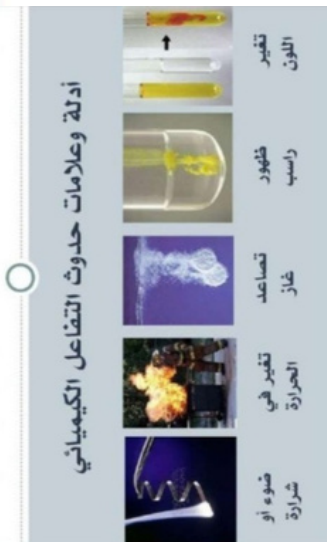 أدلة وعلامات حدوث التفاعل الكيميائي
تغير
اللون
ظهور
راسب
تصاعد
غاز
تغير في
الحرارة
ضوء أو
شرارة